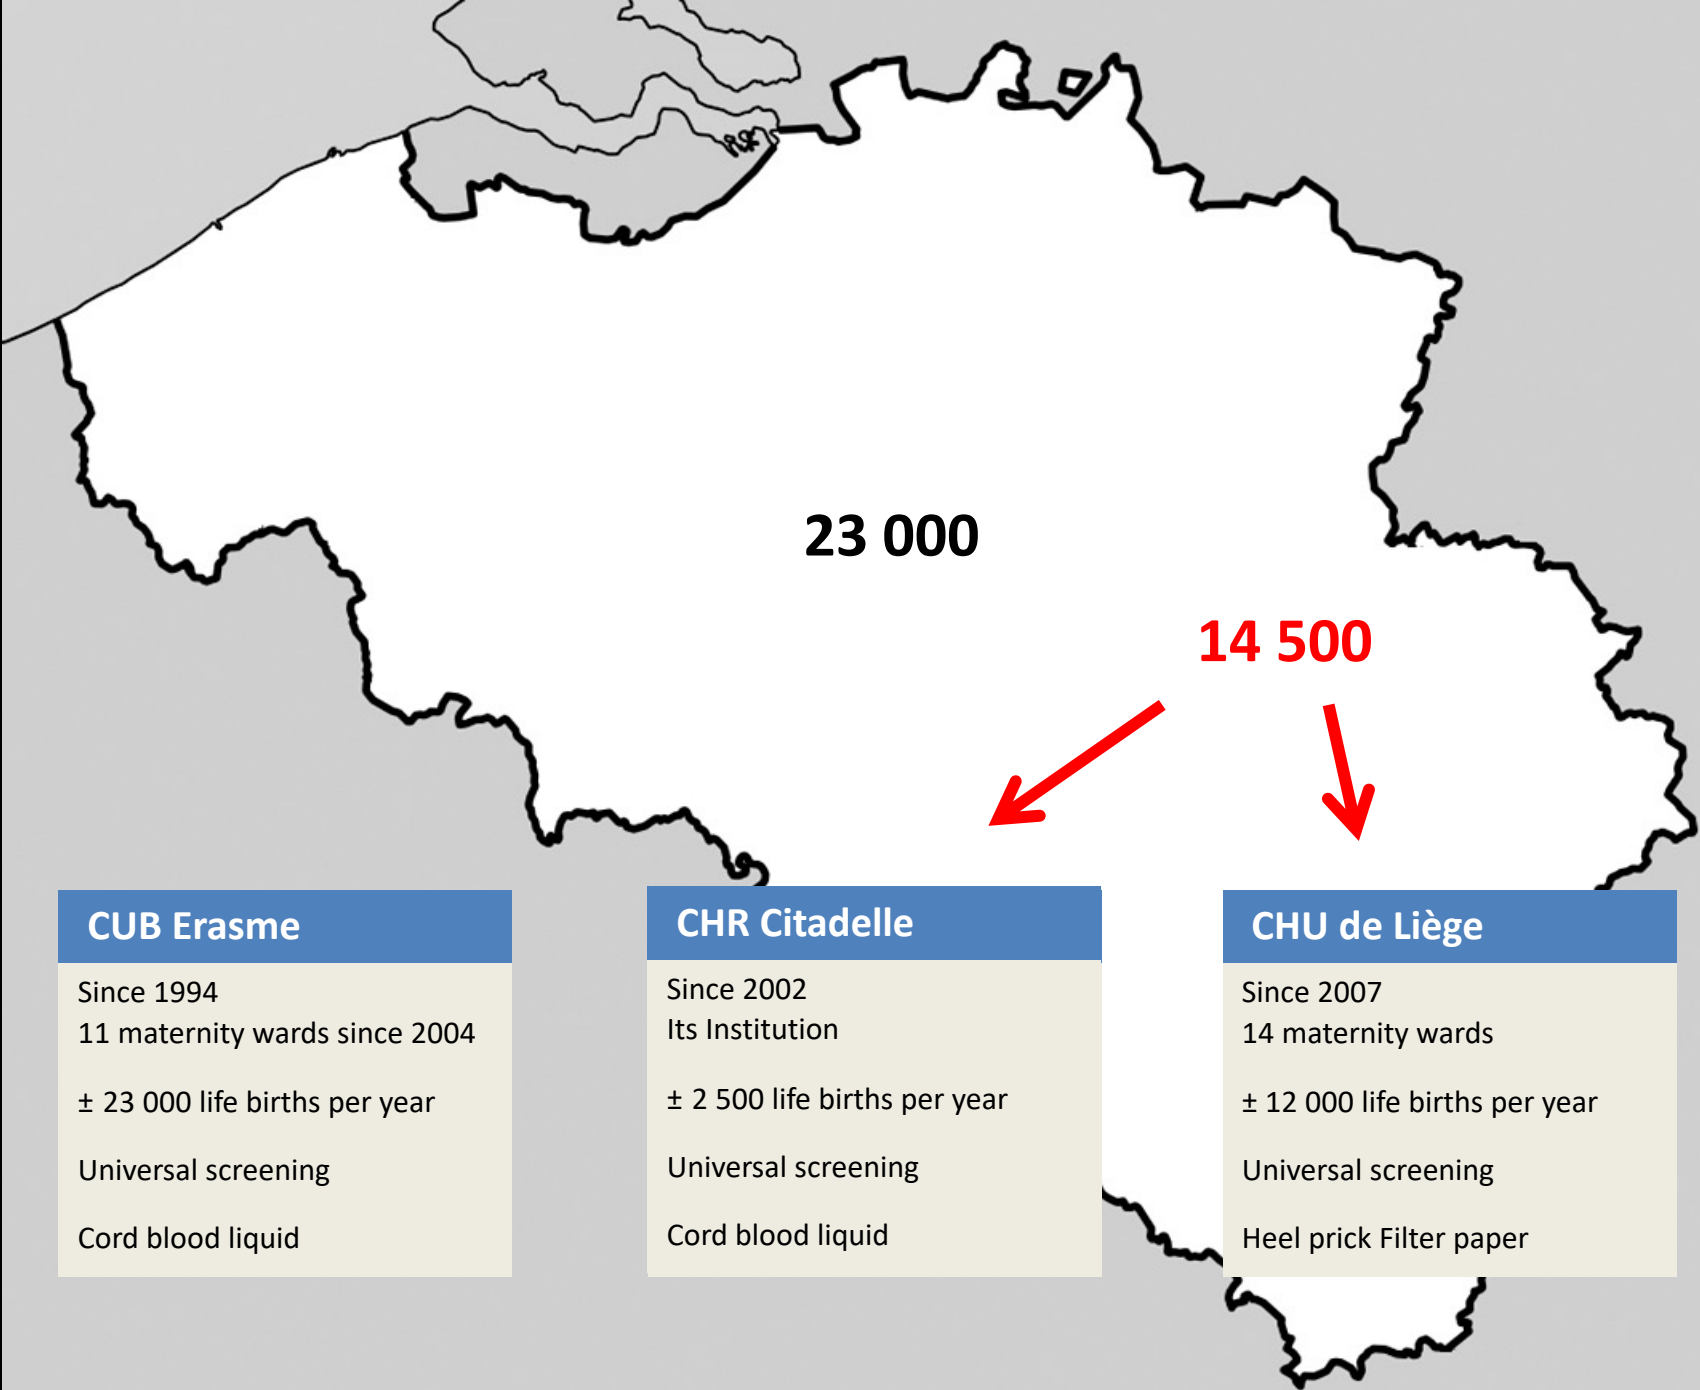 23 000
14 500
CUB Erasme
Since 1994
11 maternity wards since 2004
± 23 000 life births per year
Universal screening
Cord blood liquid
CHR Citadelle
Since 2002
Its Institution
± 2 500 life births per year
Universal screening
Cord blood liquid
CHU de Liège
Since 2007
14 maternity wards
± 12 000 life births per year
Universal screening
Heel prick Filter paper